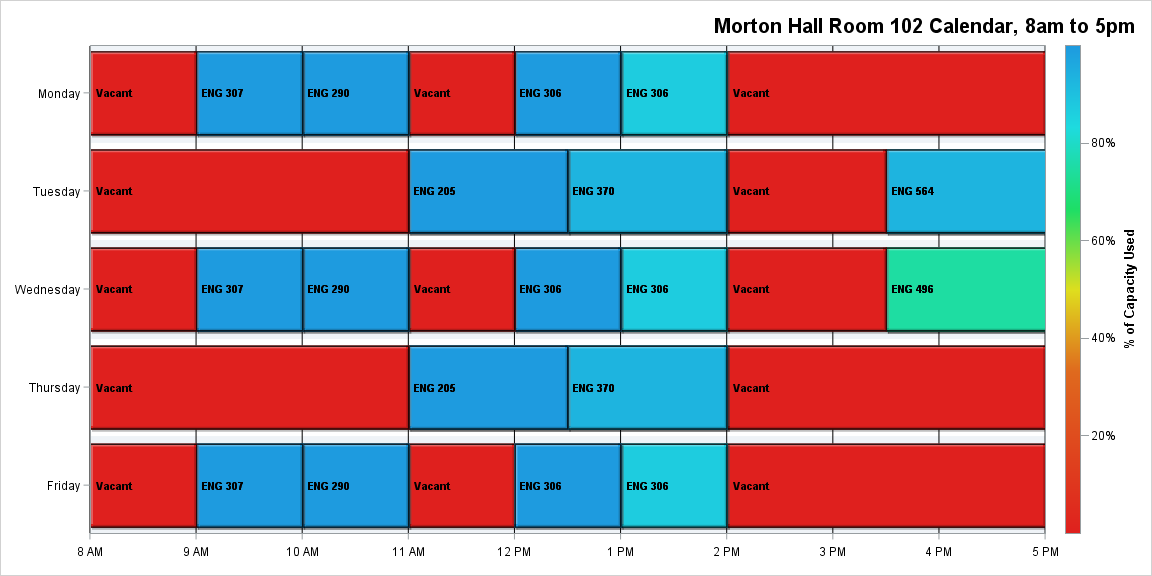 Morton Hall Room 102 Calendar, 8am to 5pm
Monday
Vacant
ENG 307
ENG 290
Vacant
ENG 306
ENG 306
Vacant
Tuesday
Vacant
ENG 205
ENG 370
Vacant
ENG 564
Wednesday
Vacant
ENG 307
ENG 290
Vacant
ENG 306
ENG 306
Vacant
ENG 496
Thursday
Vacant
ENG 205
ENG 370
Vacant
Friday
Vacant
ENG 307
ENG 290
Vacant
ENG 306
ENG 306
Vacant
8 AM
9 AM
10 AM
11 AM
12 PM
1 PM
2 PM
3 PM
4 PM
5 PM
80%
60%
40%
20%
% of Capacity Used